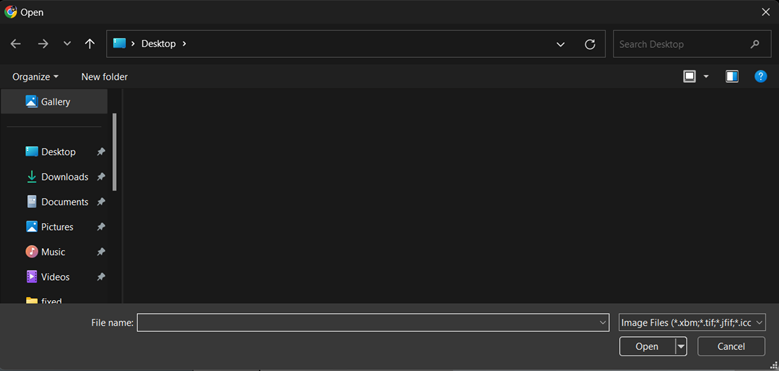 Open
Desktop
Search Desktop
Organize New folder
Gallery
Desktop
Downloads
Documents
Pictures
Music
Videos
fixed
File name: Image Files (*.xbm;*.tif;*.jfif;*.icc
Open Cancel